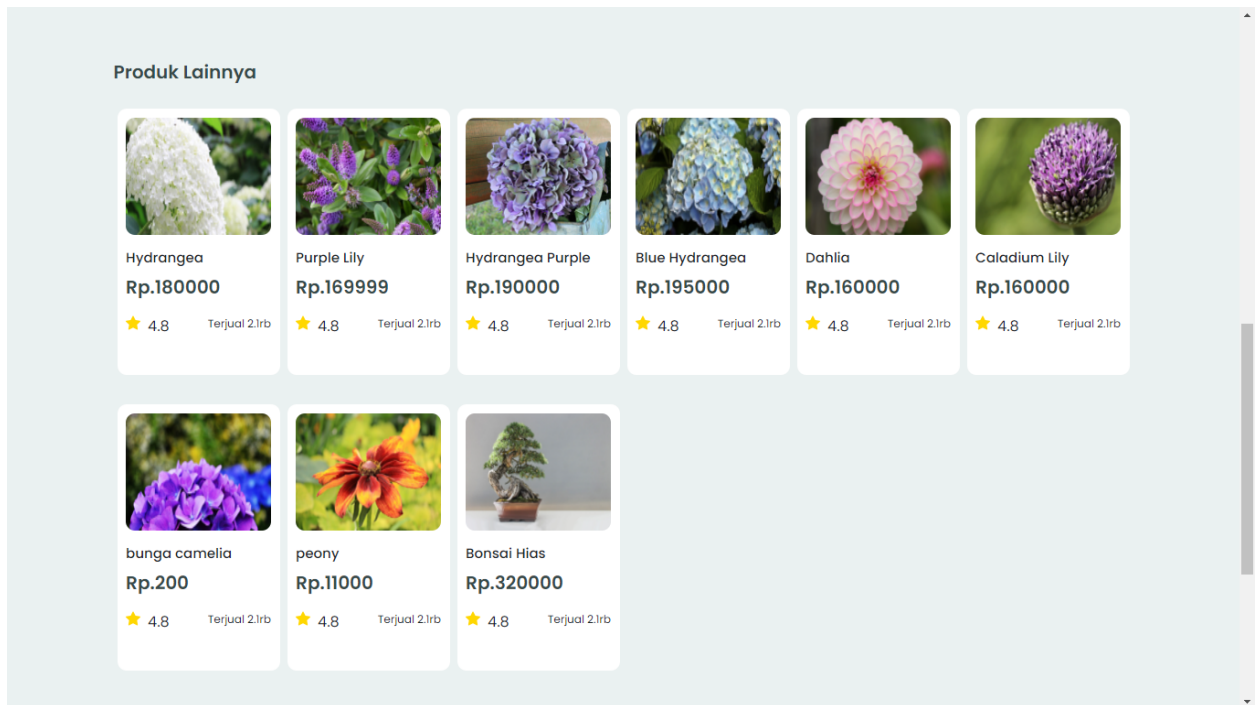 Produk Lainnya
Hydrangea
Rp.180000
4.8 Terjual 2.1rb
Purple Lily
Rp.169999
4.8 Terjual 2.1rb
Hydrangea Purple
Rp.190000
4.8 Terjual 2.1rb
Blue Hydrangea
Rp.195000
4.8 Terjual 2.1rb
Dahlia
Rp.160000
4.8 Terjual 2.1rb
Caladium Lily
Rp.160000
4.8 Terjual 2.1rb
bunga camelia
Rp.200
4.8 Terjual 2.1rb
peony
Rp.11000
4.8 Terjual 2.1rb
Bonsai Hias
Rp.320000
4.8 Terjual 2.1rb